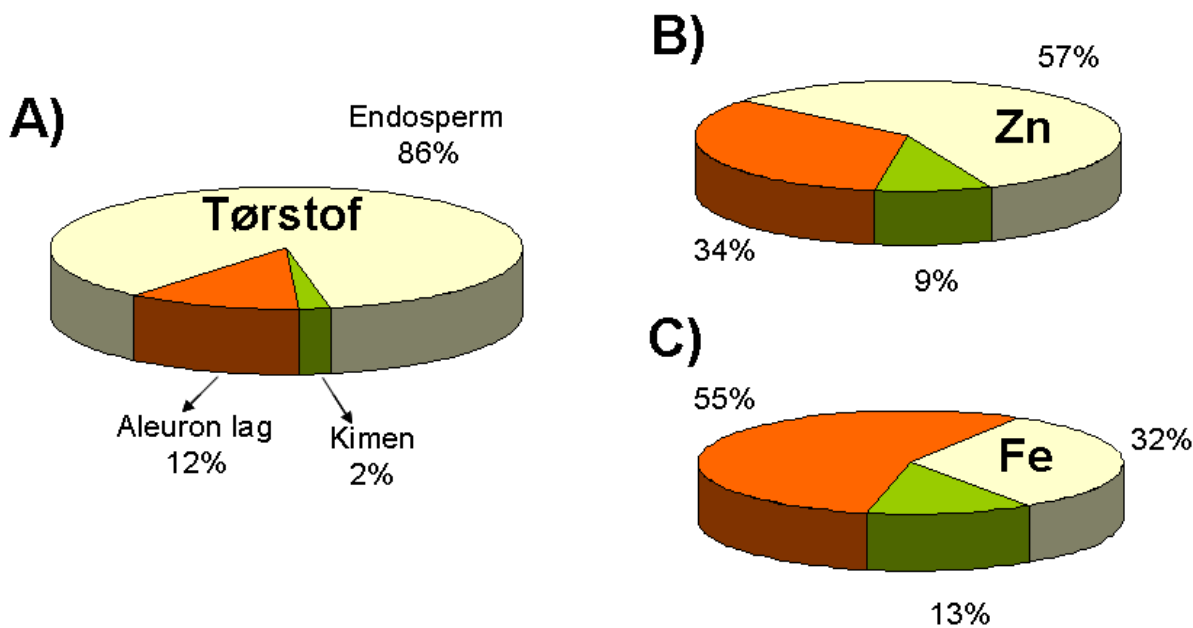 A)
Endosperm
86%
Tørstof
Aleuron lag
12%
Kimen
2%
B)
57%
Zn
34%
9%
C)
55%
32%
Fe
13%